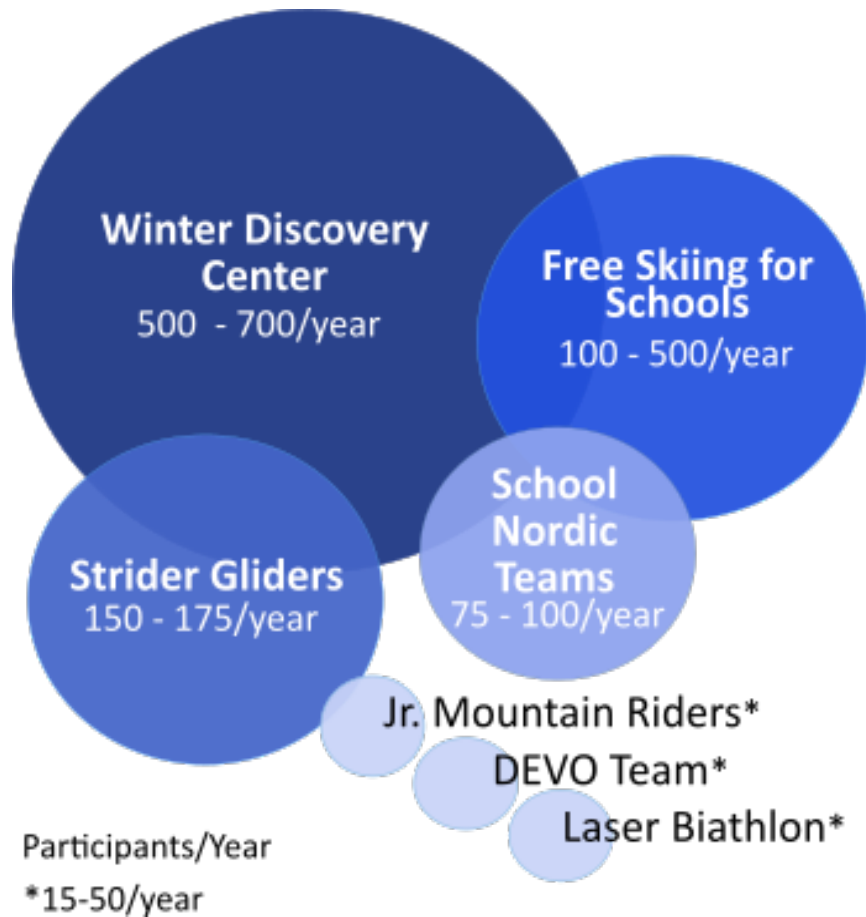 Winter Discovery
Center
500  - 700/year
Free Skiing for
Schools
100 - 500/year
School
Nordic
Teams
75 - 100/year
Strider Gliders
150 - 175/year
Jr. Mountain Riders*
DEVO Team*
Laser Biathlon*
Participants/Year
*15-50/year